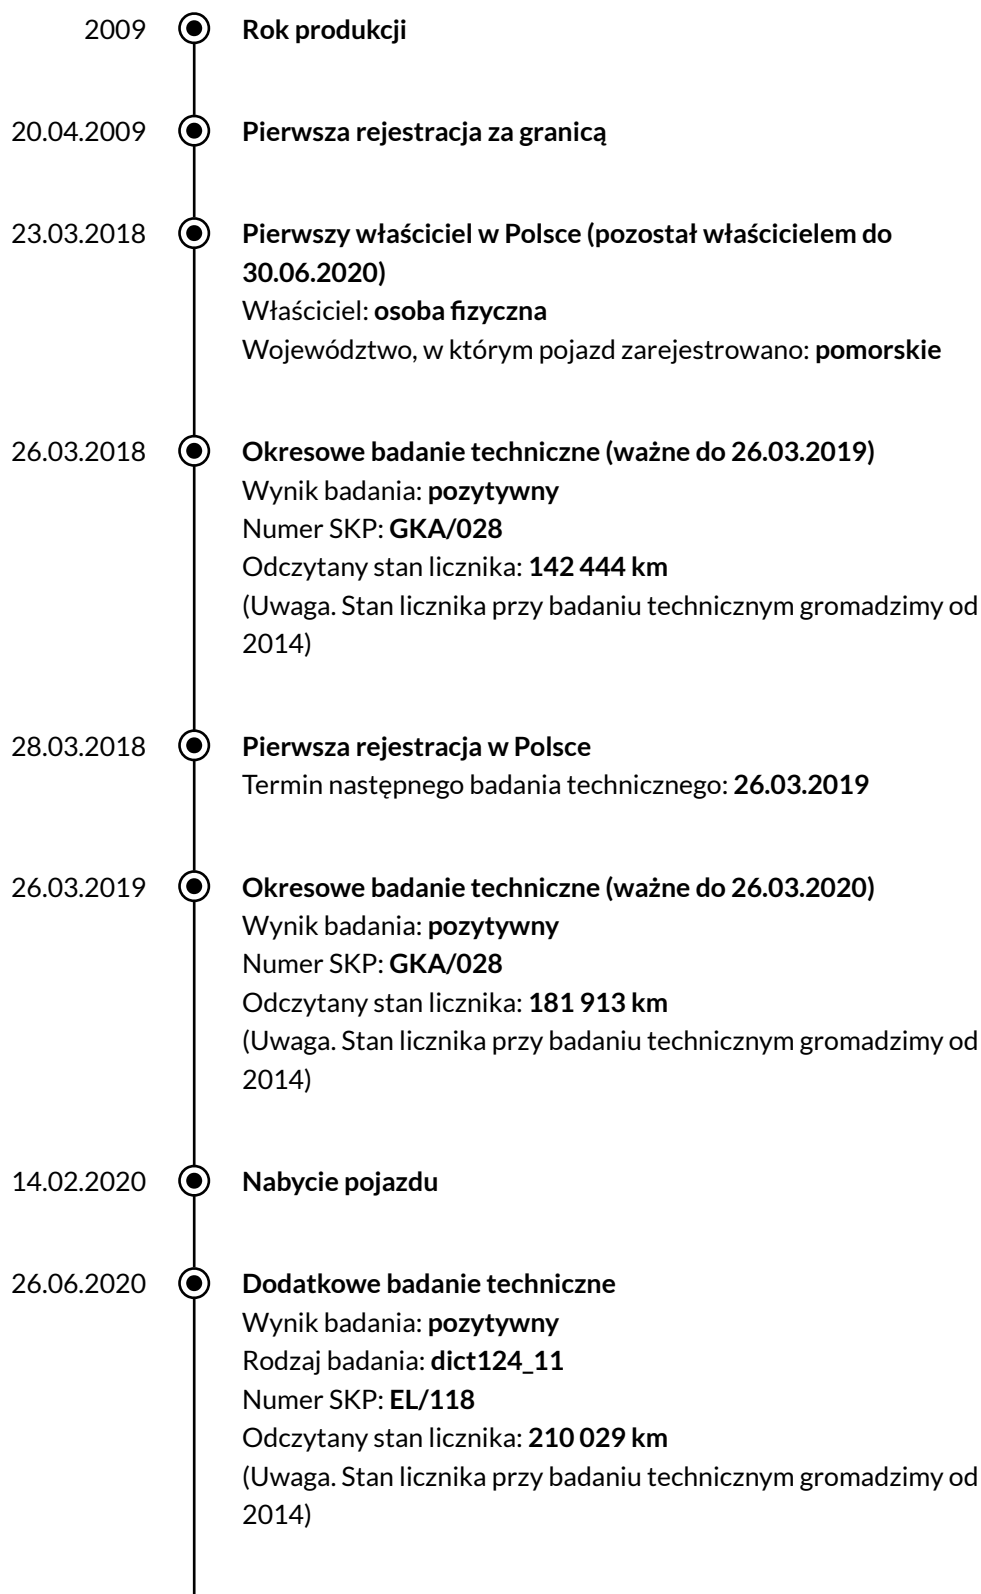 2009 Rok produkcji
20.04.2009 Pierwsza rejestracja za granicą
23.03.2018 Pierwszy właściciel w Polsce (pozostał właścicielem do
30.06.2020)
Właściciel: osoba fizyczna
Województwo, w którym pojazd zarejestrowano: pomorskie
26.03.2018 Okresowe badanie techniczne (ważne do 26.03.2019)
Wynik badania: pozytywny
Numer SKP: GKA/028
Odczytany stan licznika: 142 444 km
(Uwaga. Stan licznika przy badaniu technicznym gromadzimy od
2014)
28.03.2018 Pierwsza rejestracja w Polsce
Termin następnego badania technicznego: 26.03.2019
26.03.2019 Okresowe badanie techniczne (ważne do 26.03.2020)
Wynik badania: pozytywny
Numer SKP: GKA/028
Odczytany stan licznika: 181 913 km
(Uwaga. Stan licznika przy badaniu technicznym gromadzimy od
2014)
14.02.2020 Nabycie pojazdu
26.06.2020 Dodatkowe badanie techniczne
Wynik badania: pozytywny
Rodzaj badania: dict124_11
Numer SKP: EL/118
Odczytany stan licznika: 210 029 km
(Uwaga. Stan licznika przy badaniu technicznym gromadzimy od
2014)